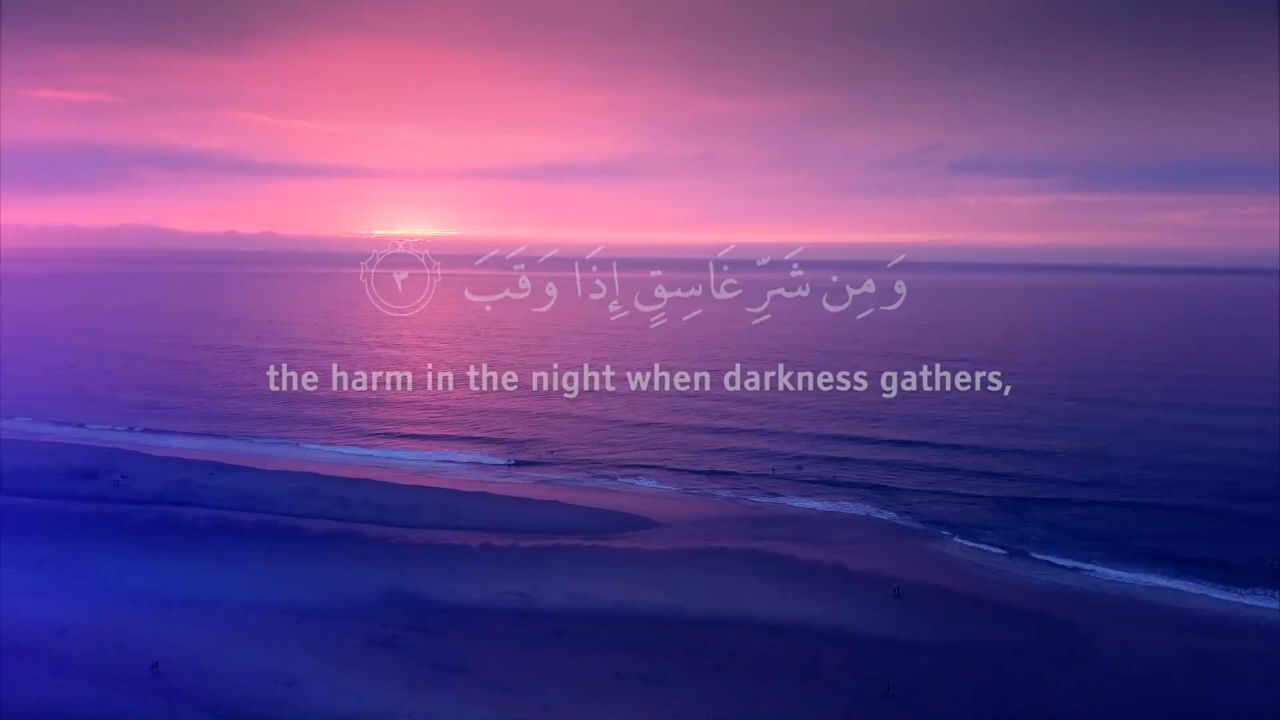 وَمِن شَرِّ غَاسِقٍ إِذَا وَقَبَ ٣
the harm in the night when darkness gathers,